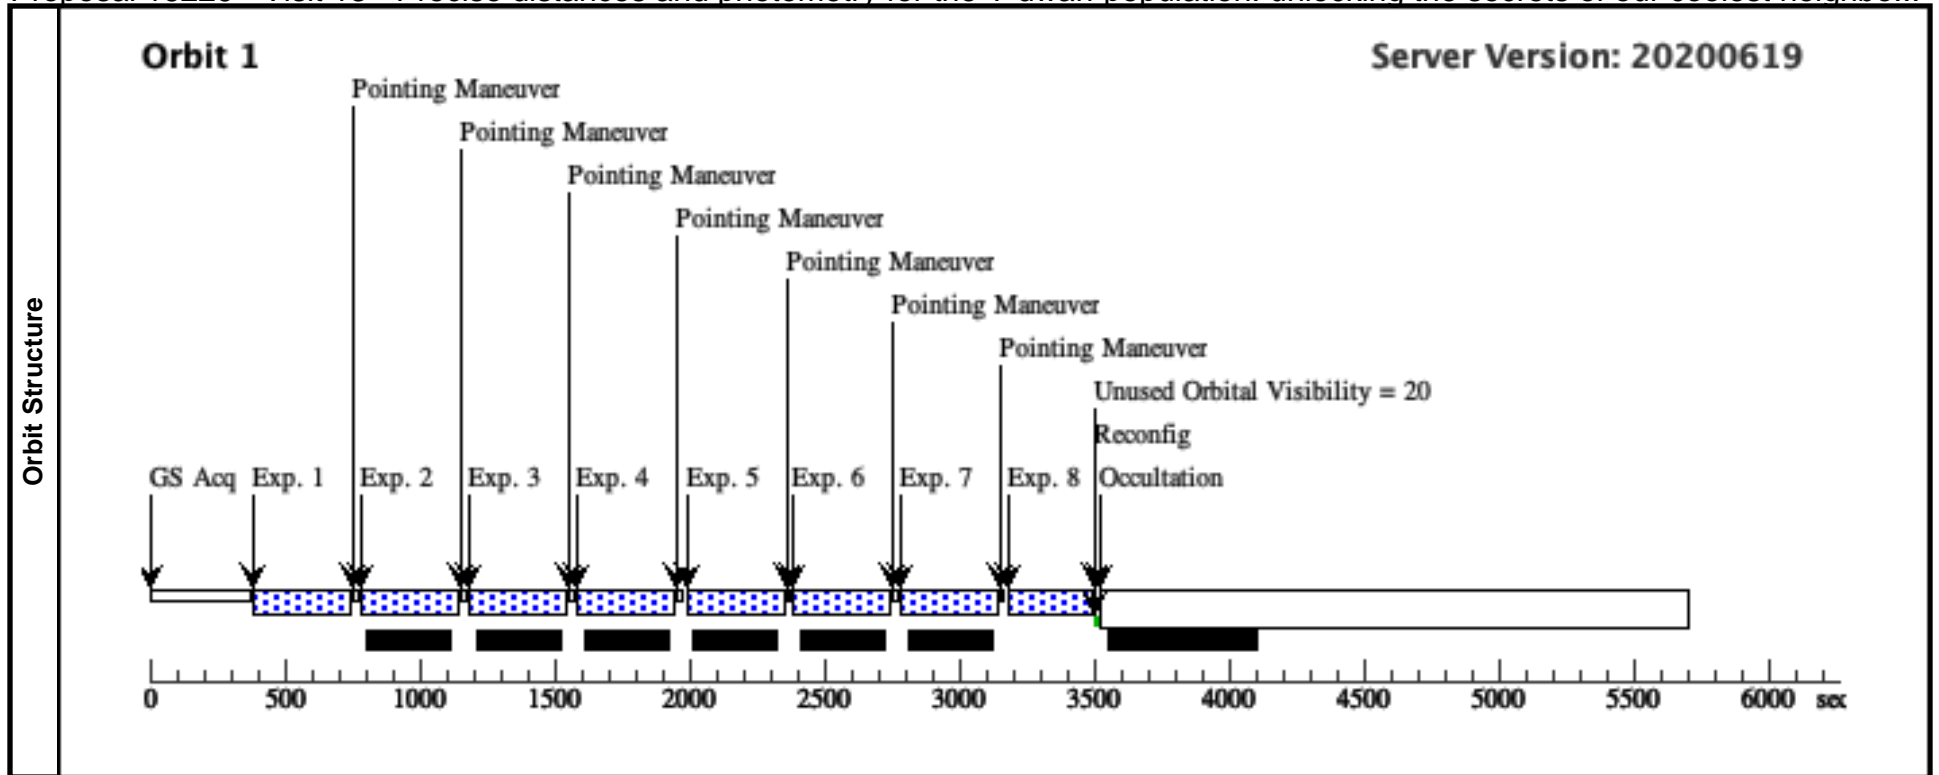 Orbit Structure
Orbit 1
Server Version: 20200619
Pointing Maneuver
Pointing Maneuver
Pointing Maneuver
Pointing Maneuver
Pointing Maneuver
Pointing Maneuver
Pointing Maneuver
Unused Orbital Visibility = 20
Reconfig
GS Acq Exp. 1 Exp. 2 Exp. 3 Exp. 4 Exp. 5 Exp. 6 Exp. 7 Exp. 8 Occultation
0 500 1000 1500 2000 2500 3000 3500 4000 4500 5000 5500 6000 sec